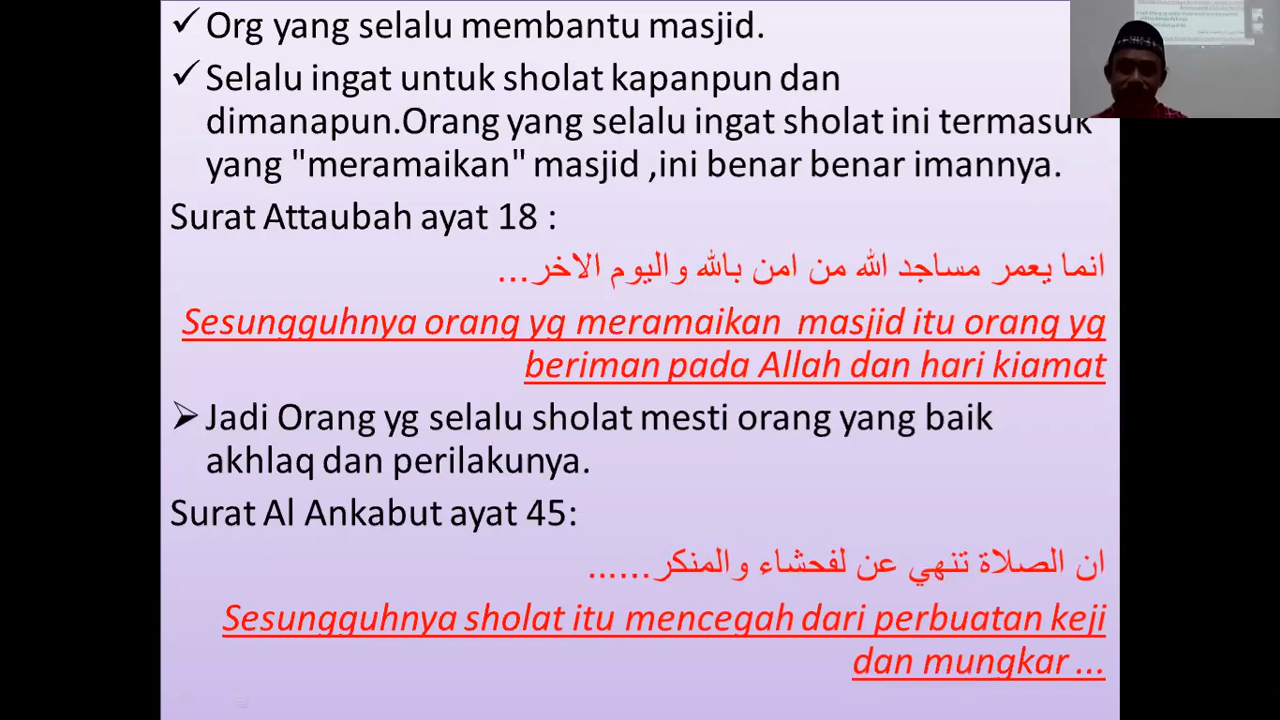 ✓ Org yang selalu membantu masjid.
✓ Selalu ingat untuk sholat kapanpun dan
dimanapun.Orang yang selalu ingat sholat ini termasuk
yang "meramaikan" masjid ,ini benar benar imannya.
Surat Attaubah ayat 18 :
انما يعمر مساجد الله من امن بالله واليوم الاخر...
Sesungguhnya orang yg meramaikan masjid itu orang yg
beriman pada Allah dan hari kiamat
➢ Jadi Orang yg selalu sholat mesti orang yang baik
akhlaq dan perilakunya.
Surat Al Ankabut ayat 45:
ان الصلاة تنهي عن لفحشاء والمنكر......
Sesungguhnya sholat itu mencegah dari perbuatan keji
dan mungkar ...